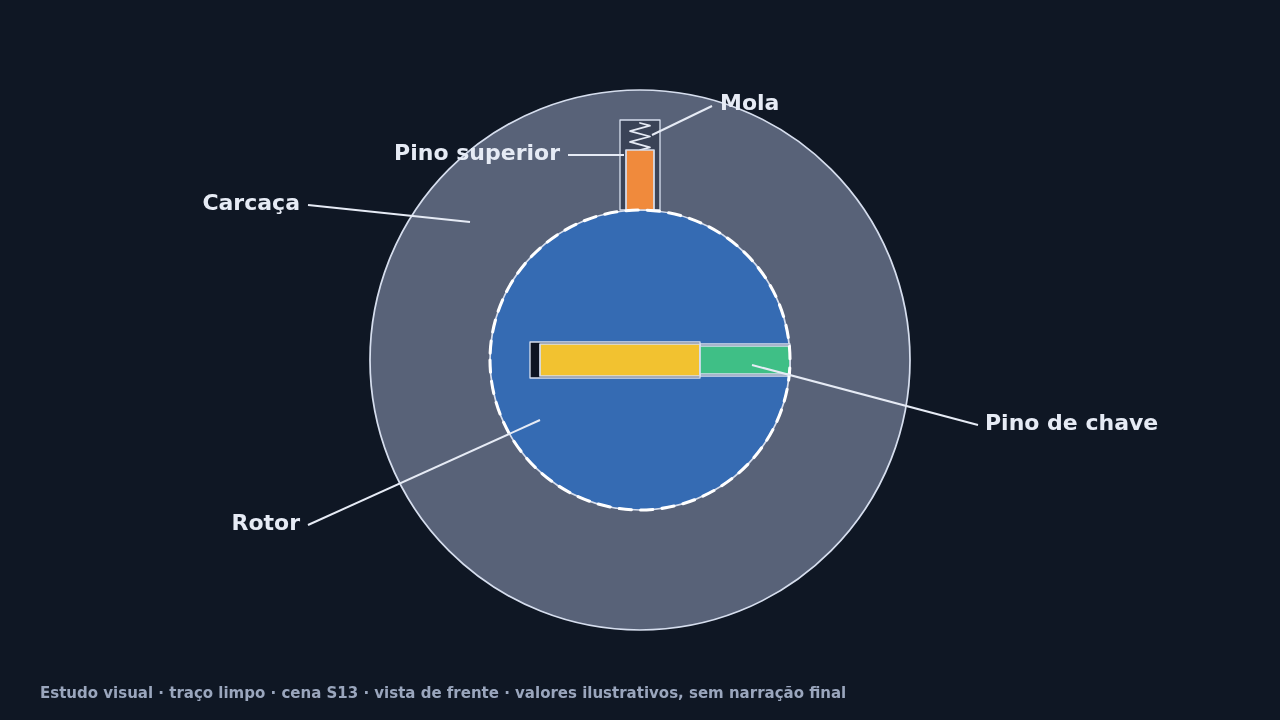 Mola
Pino superior
Carcaça
Pino de chave
Rotor
Estudo visual · traço limpo · cena S13 · vista de frente · valores ilustrativos, sem narração final